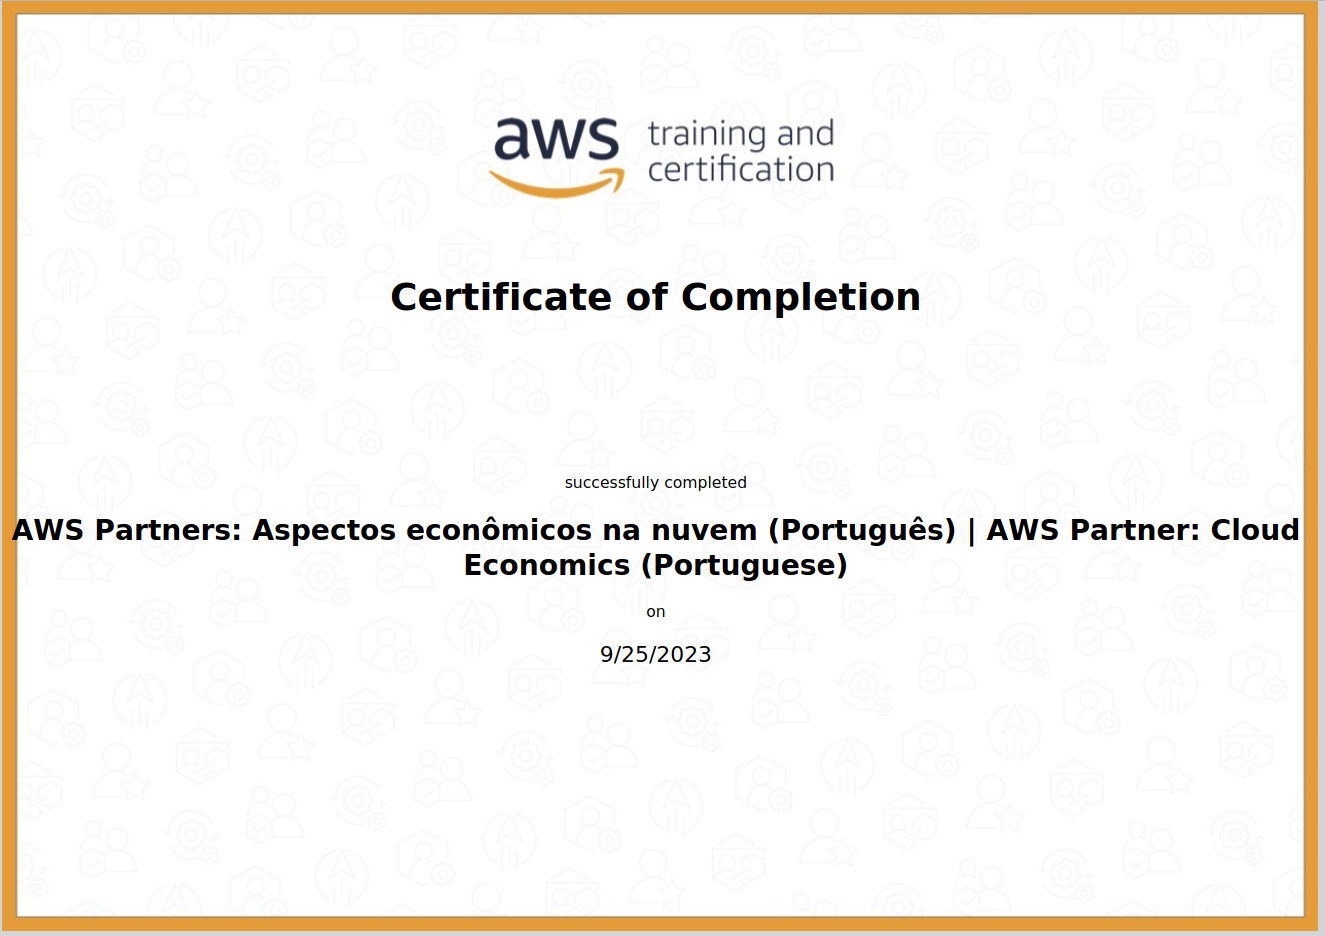 aws training and
certification
Certificate of Completion
successfully completed
AWS Partners: Aspectos econômicos na nuvem (Português) | AWS Partner: Cloud
Economics (Portuguese)
on
9/25/2023